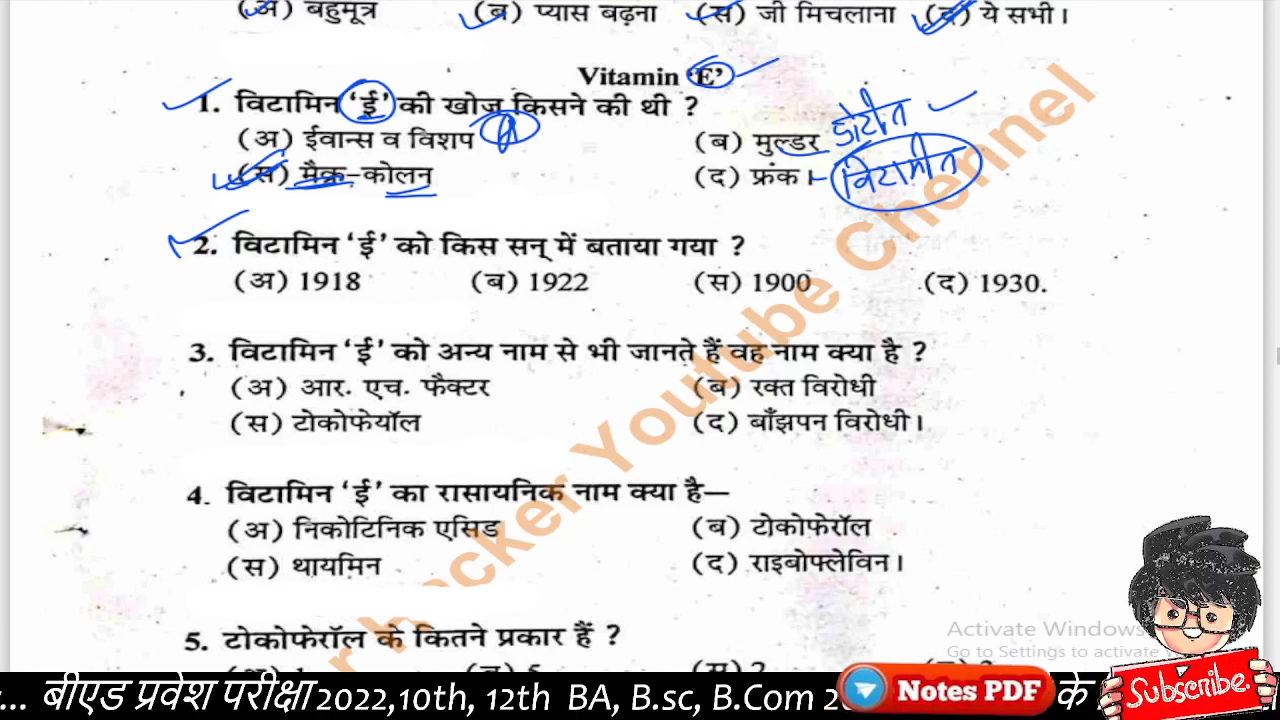 (अ) बहुमूत्र (ब) प्यास बढ़ना (स) जी मिचलाना (द) ये सभी।
Vitamin 'E'
1. विटामिन 'ई' की खोज किसने की थी ?
(अ) ईवान्स व विशप (ब) मुल्डर
(स) मैक्र-कोलन (द) फ्रंक।
विटामीन
2. विटामिन 'ई' को किस सन् में बताया गया ?
(अ) 1918 (ब) 1922 (स) 1900 (द) 1930.
3. विटामिन 'ई' को अन्य नाम से भी जानते हैं वह नाम क्या है ?
(अ) आर. एच. फैक्टर (ब) रक्त विरोधी
(स) टोकोफेयॉल (द) बाँझपन विरोधी।
4. विटामिन 'ई' का रासायनिक नाम क्या है—
(अ) निकोटिनिक एसिड (ब) टोकोफेरॉल
(स) थायमिन (द) राइबोफ्लेविन।
5. टोकोफेरॉल के कितने प्रकार हैं ?
Youtube Chennel
Activate Windows
Go to Settings to activate
... बीएड प्रवेश परीक्षा 2022,10th, 12th BA, B.sc, B.Com
Notes PDF
के
Subscribe